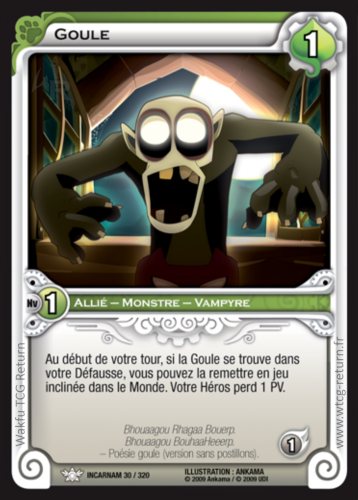 Goule
1
Nv 1
Allié – Monstre – Vampyre
Au début de votre tour, si la Goule se trouve dans
votre Défausse, vous pouvez la remettre en jeu
inclinée dans le Monde. Votre Héros perd 1 PV.
Bhouaagou Rhagaa Bouerp.
Bhouaagou BouhaaHeeerp.
– Poésie goule (version sans postillons).
1
INCARNAM 30 / 320
ILLUSTRATION : ANKAMA
© 2009 Ankama / © 2009 UDI
Wakfu TCG Return
www.wtcg-return.fr